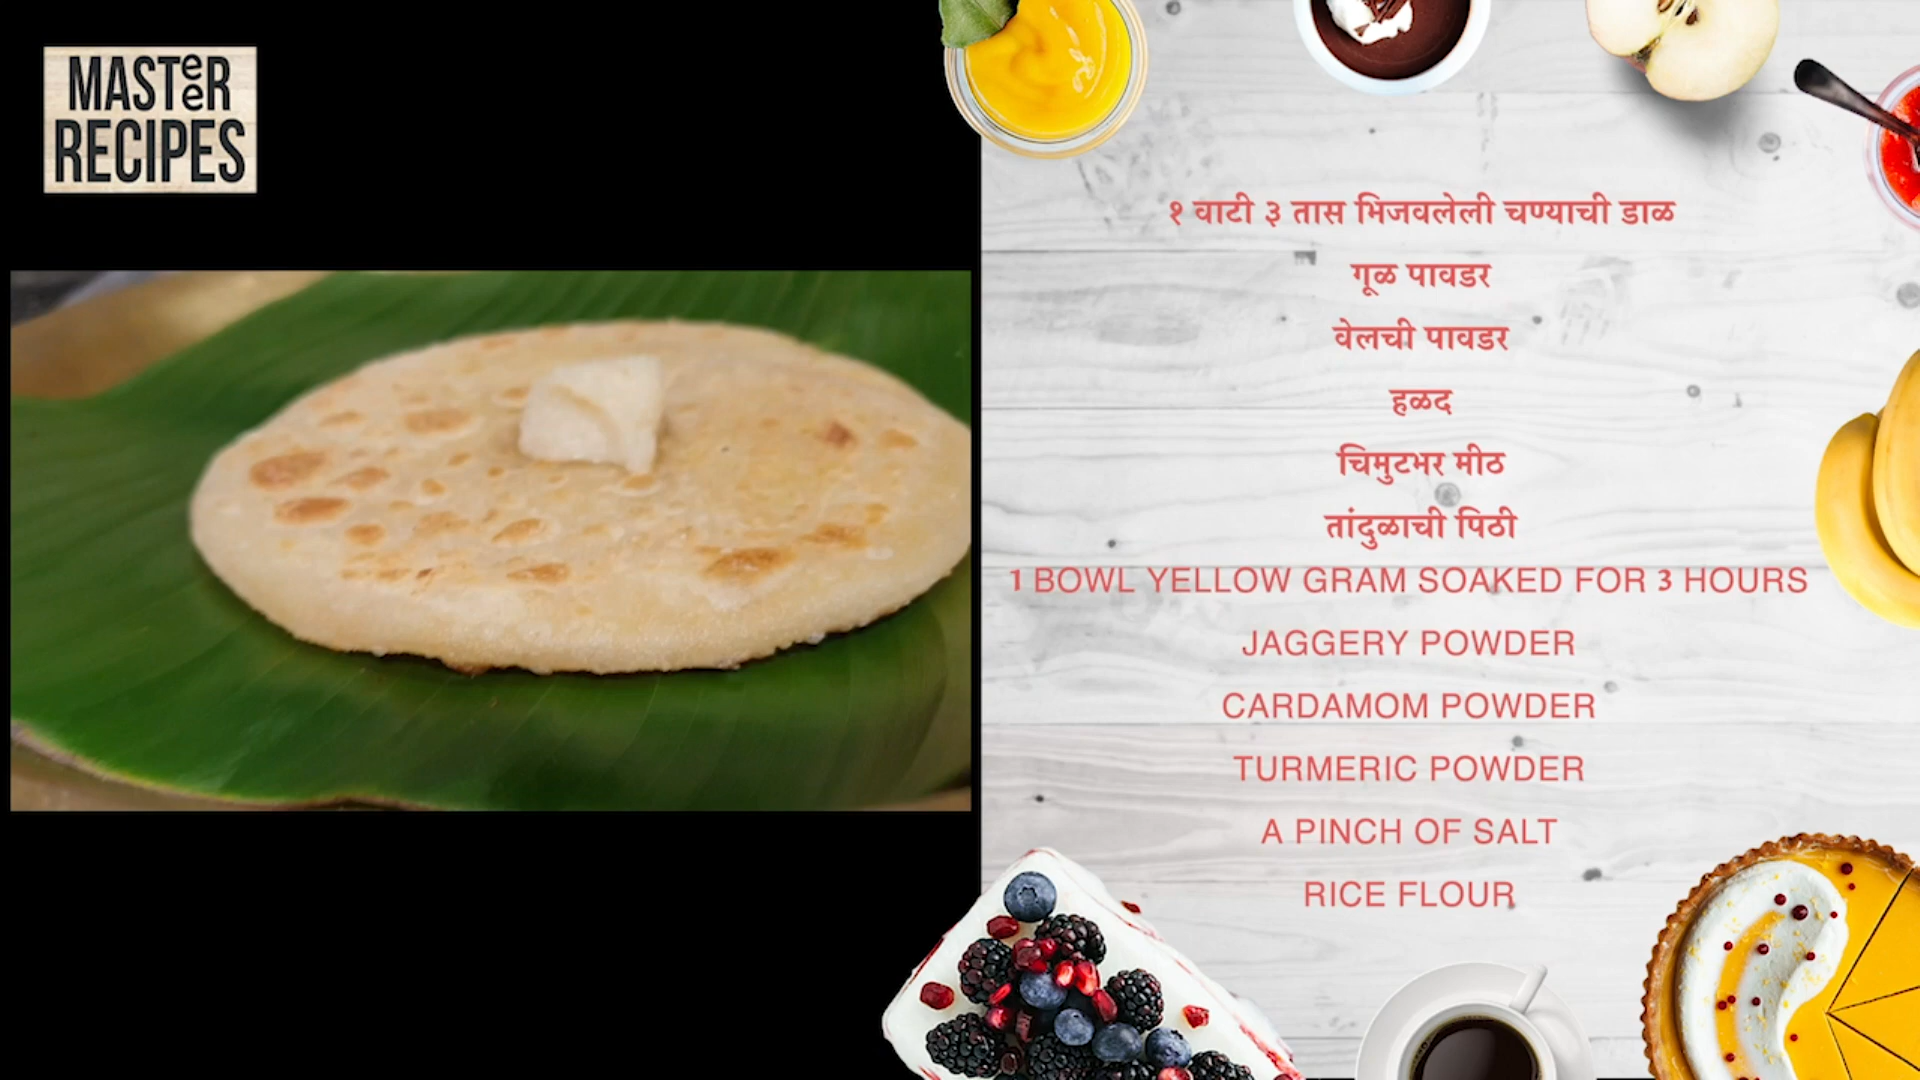 MASTeeR
RECIPES
१ वाटी ३ तास भिजवलेली चण्याची डाळ
गूळ पावडर
वेलची पावडर
हळद
चिमुटभर मीठ
तांदुळाची पिठी
1 BOWL YELLOW GRAM SOAKED FOR 3 HOURS
JAGGERY POWDER
CARDAMOM POWDER
TURMERIC POWDER
A PINCH OF SALT
RICE FLOUR